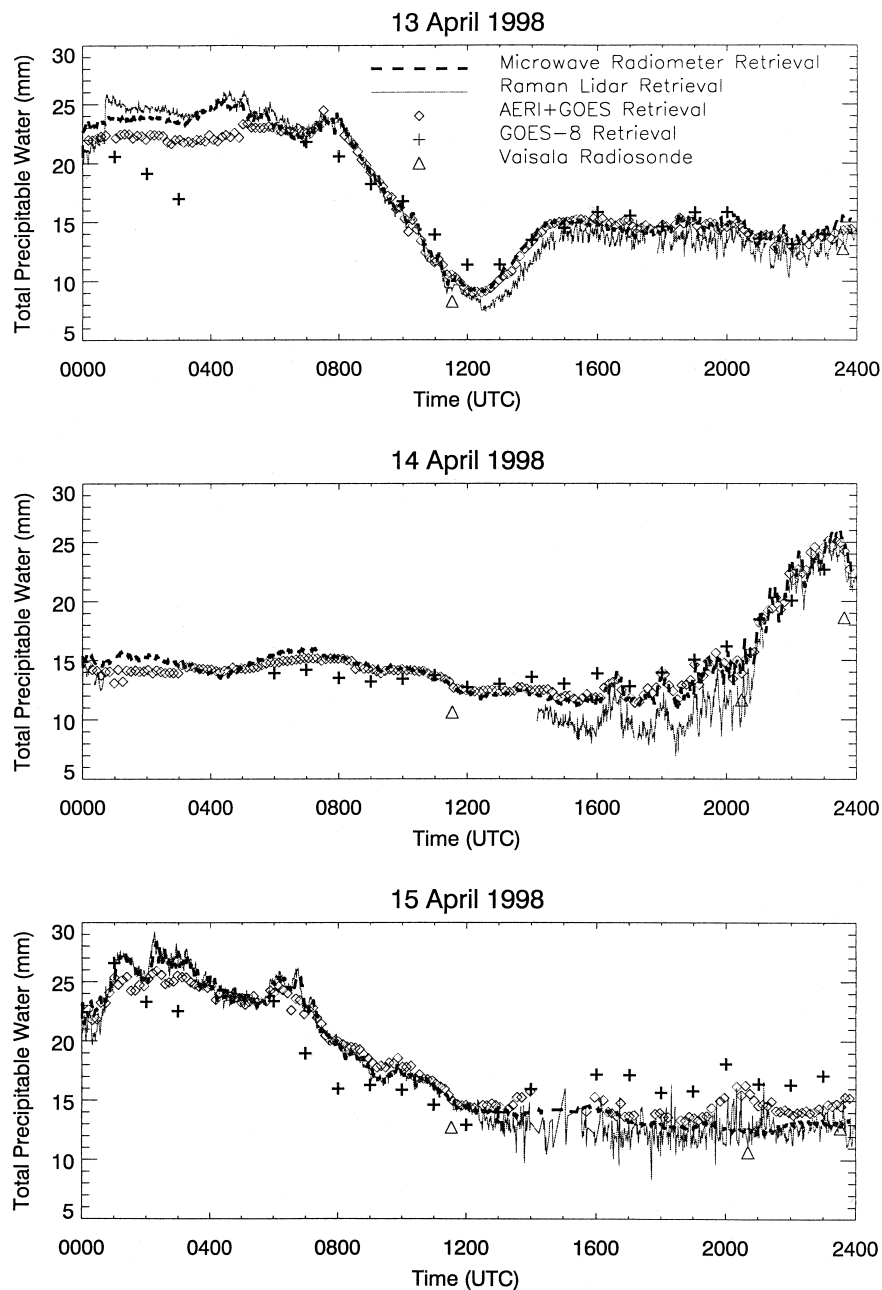 13 April 1998
30
25
20
15
10
5
Total Precipitable Water (mm)
Microwave Radiometer Retrieval
Raman Lidar Retrieval
AERI+GOES Retrieval
GOES-8 Retrieval
Vaisala Radiosonde
0000 0400 0800 1200 1600 2000 2400
Time (UTC)
14 April 1998
30
25
20
15
10
5
Total Precipitable Water (mm)
0000 0400 0800 1200 1600 2000 2400
Time (UTC)
15 April 1998
30
25
20
15
10
5
Total Precipitable Water (mm)
0000 0400 0800 1200 1600 2000 2400
Time (UTC)